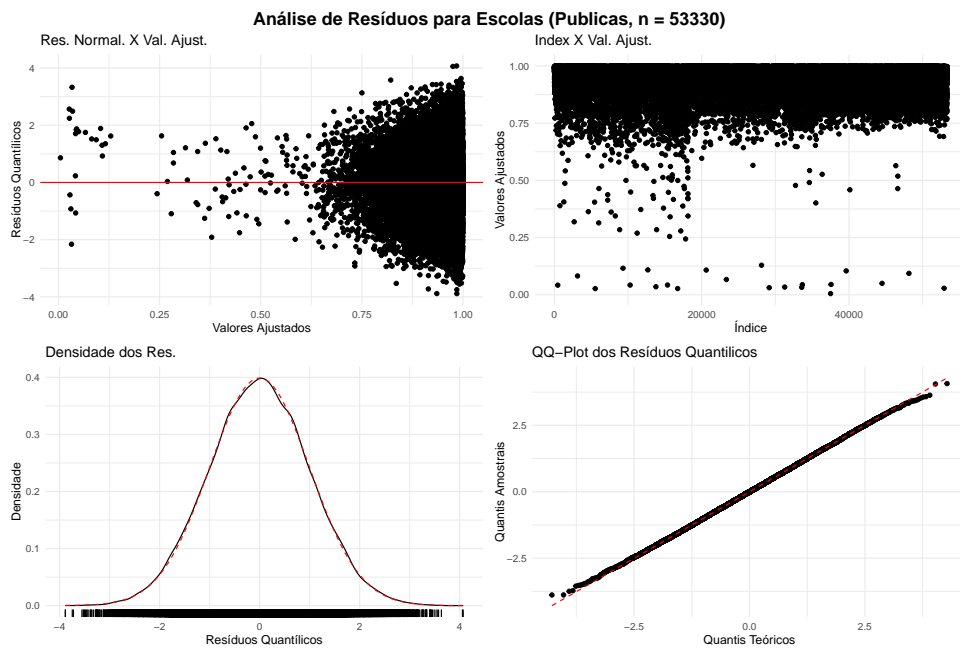 Análise de Resíduos para Escolas (Publicas, n = 53330)
Res. Normal. X Val. Ajust.
Resíduos Quantílicos
4
2
0
−2
−4
0.00 0.25 0.50 0.75 1.00
Valores Ajustados
Index X Val. Ajust.
Valores Ajustados
1.00
0.75
0.50
0.25
0.00
0 20000 40000
Índice
Densidade dos Res.
Densidade
0.4
0.3
0.2
0.1
0.0
−4 −2 0 2 4
Resíduos Quantílicos
QQ−Plot dos Resíduos Quantilicos
Quantis Amostrais
2.5
0.0
−2.5
−2.5 0.0 2.5
Quantis Teóricos